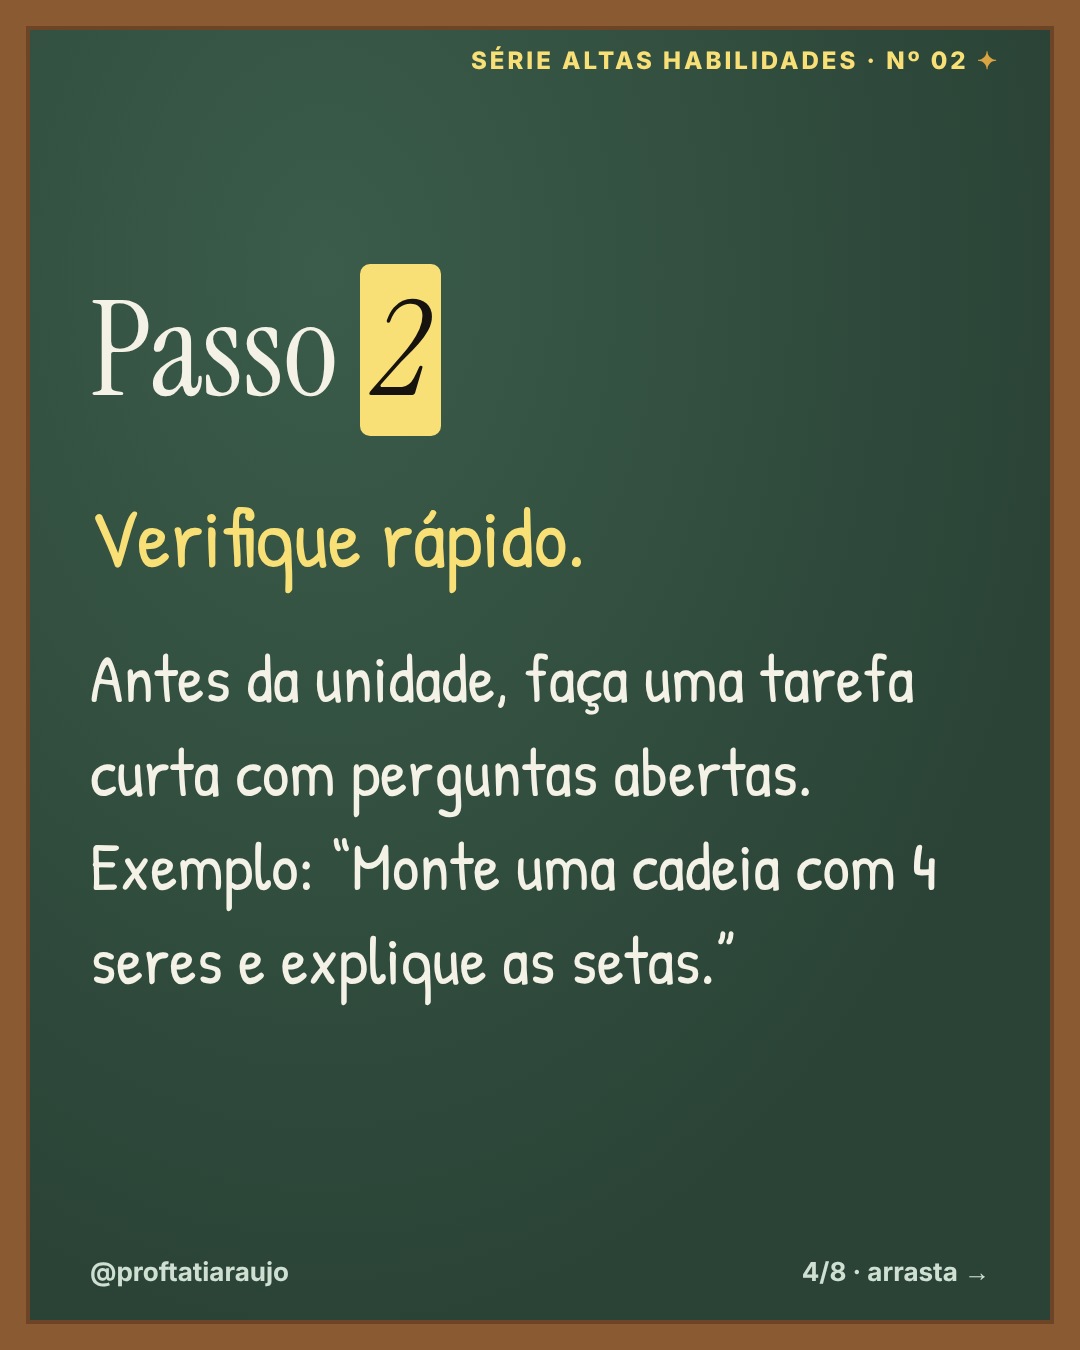 SÉRIE ALTAS HABILIDADES · Nº 02 ✦
Passo 2
Verifique rápido.
Antes da unidade, faça uma tarefa
curta com perguntas abertas.
Exemplo: “Monte uma cadeia com 4
seres e explique as setas.”
@proftatiaraujo
4/8 · arrasta →